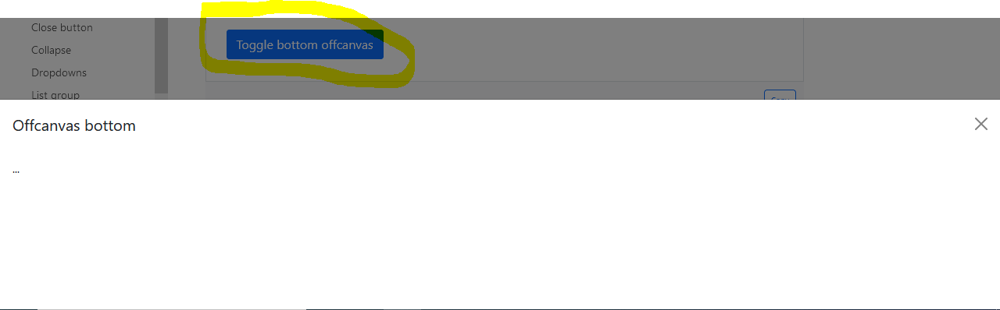 Close button
Toggle bottom offcanvas
Collapse
Dropdowns
List group
Offcanvas bottom
...